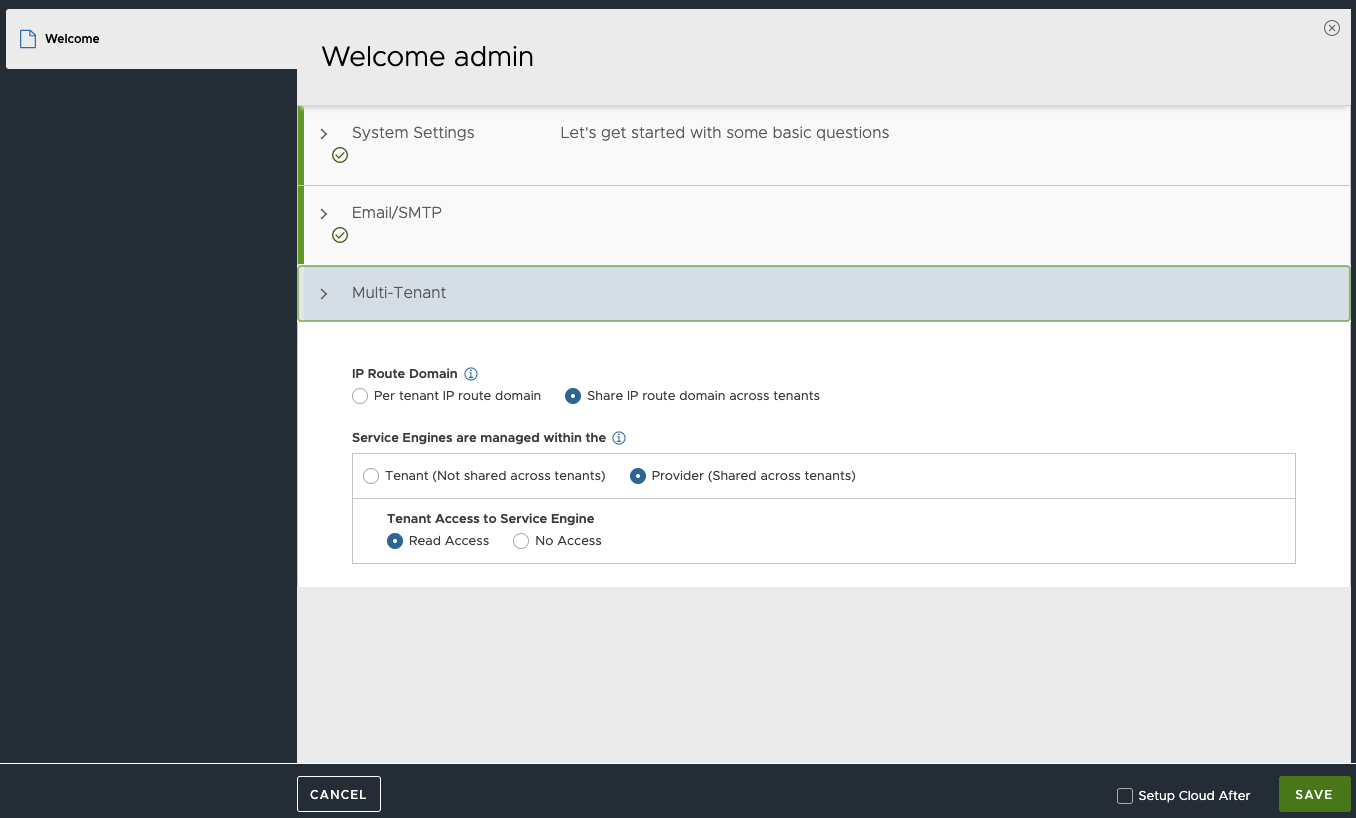 Welcome
Welcome admin
System Settings Let's get started with some basic questions
Email/SMTP
Multi-Tenant
IP Route Domain
Per tenant IP route domain Share IP route domain across tenants
Service Engines are managed within the
Tenant (Not shared across tenants) Provider (Shared across tenants)
Tenant Access to Service Engine
Read Access No Access
CANCEL Setup Cloud After SAVE